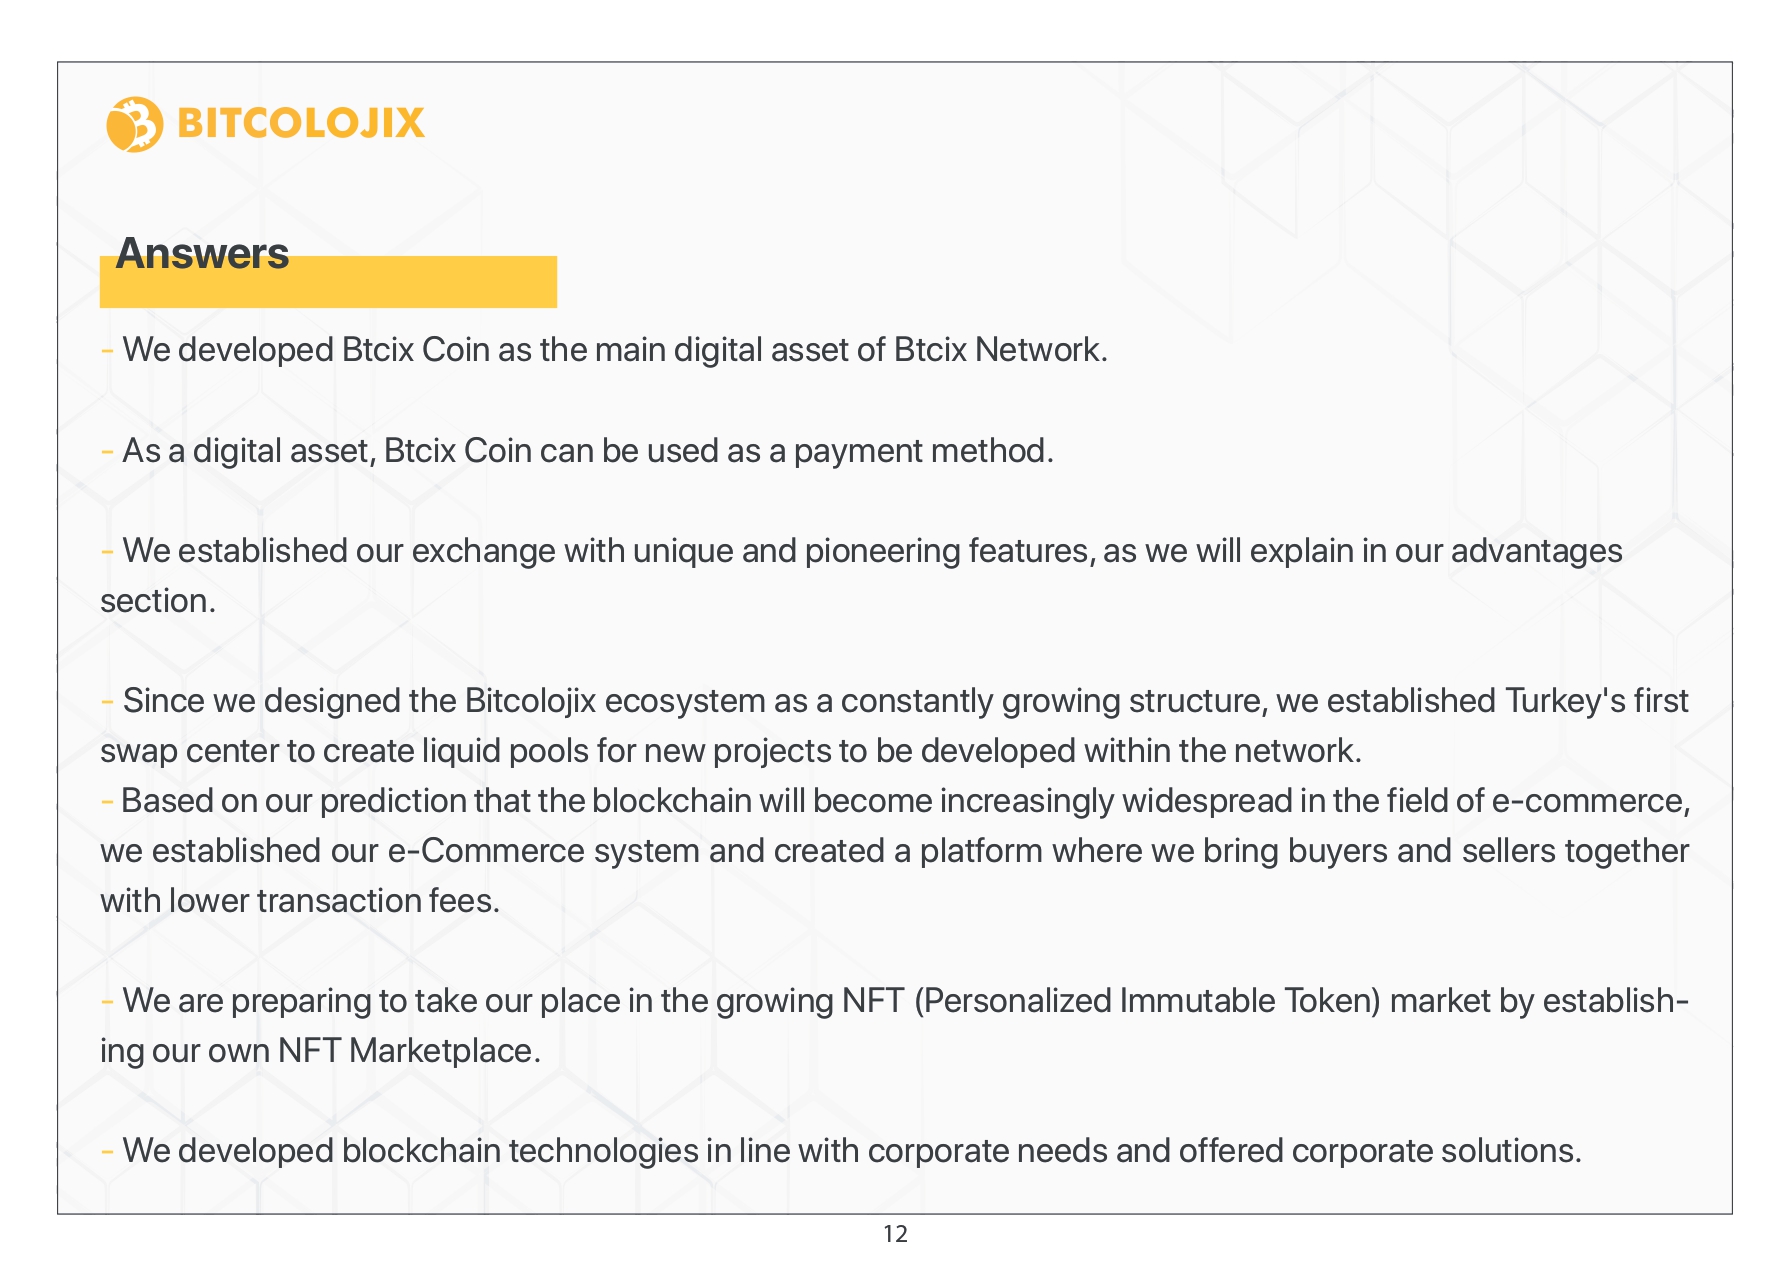 BITCOLOJIX
Answers
- We developed Btcix Coin as the main digital asset of Btcix Network.
- As a digital asset, Btcix Coin can be used as a payment method.
- We established our exchange with unique and pioneering features, as we will explain in our advantages
section.
- Since we designed the Bitcolojix ecosystem as a constantly growing structure, we established Turkey's first
swap center to create liquid pools for new projects to be developed within the network.
- Based on our prediction that the blockchain will become increasingly widespread in the field of e-commerce,
we established our e-Commerce system and created a platform where we bring buyers and sellers together
with lower transaction fees.
- We are preparing to take our place in the growing NFT (Personalized Immutable Token) market by establish-
ing our own NFT Marketplace.
- We developed blockchain technologies in line with corporate needs and offered corporate solutions.
12